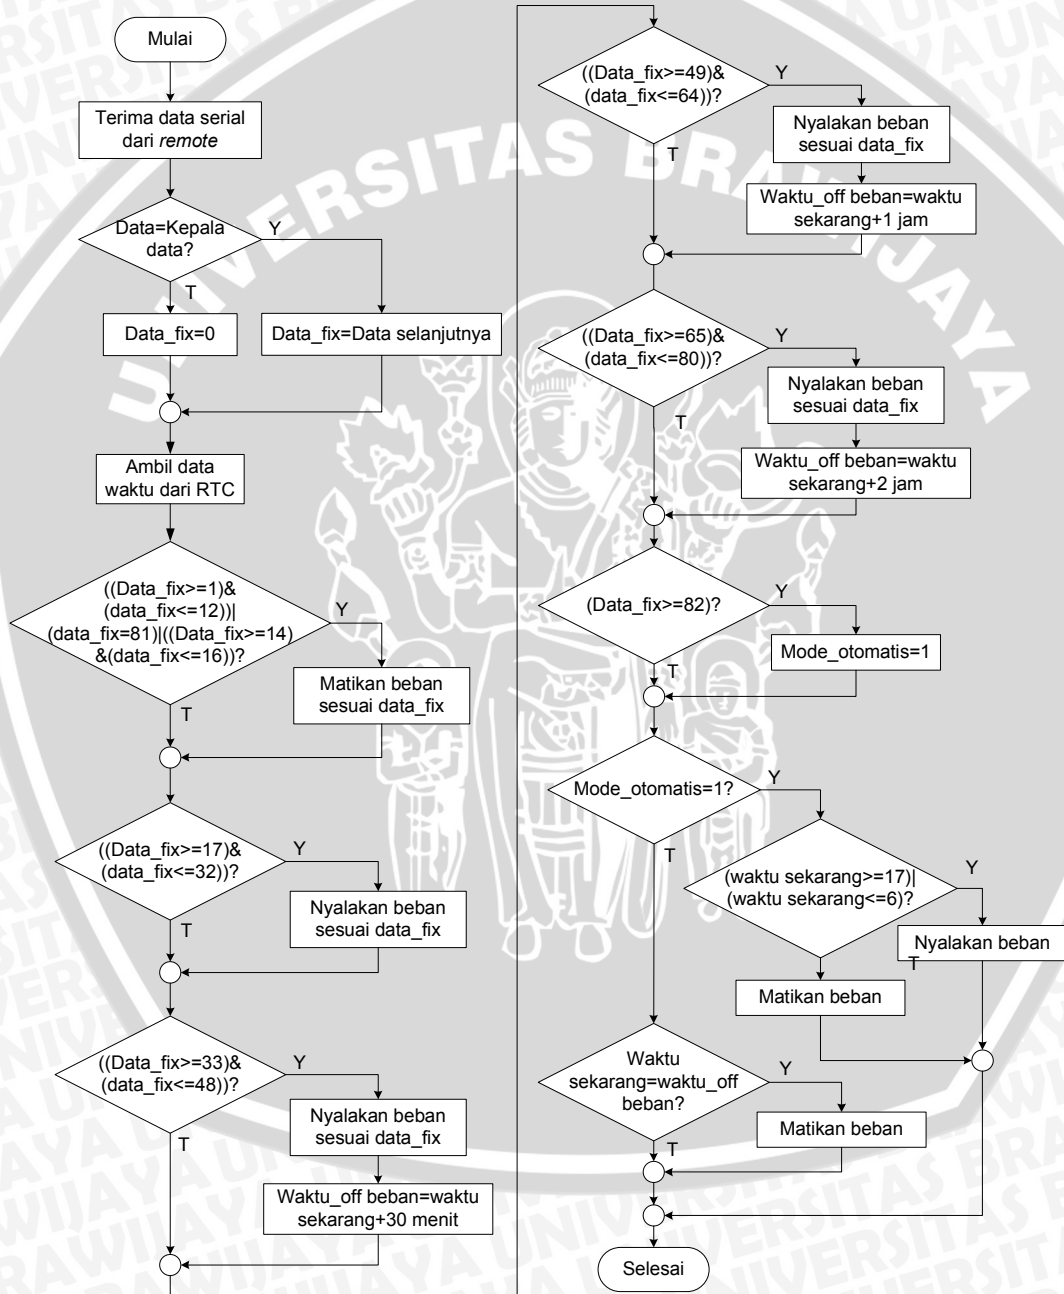 Mulai
Terima data serial
dari remote
Data=Kepala
data?
Y
T
Data_fix=0
Data_fix=Data selanjutnya
Ambil data
waktu dari RTC
((Data_fix>=1)&
(data_fix<=12))|
(data_fix=81)|((Data_fix>=14)
&(data_fix<=16))?
Y
T
Matikan beban
sesuai data_fix
((Data_fix>=17)&
(data_fix<=32))?
Y
T
Nyalakan beban
sesuai data_fix
((Data_fix>=33)&
(data_fix<=48))?
Y
T
Nyalakan beban
sesuai data_fix
Waktu_off beban=waktu
sekarang+30 menit
((Data_fix>=49)&
(data_fix<=64))?
Y
T
Nyalakan beban
sesuai data_fix
Waktu_off beban=waktu
sekarang+1 jam
((Data_fix>=65)&
(data_fix<=80))?
Y
T
Nyalakan beban
sesuai data_fix
Waktu_off beban=waktu
sekarang+2 jam
(Data_fix>=82)?
Y
T
Mode_otomatis=1
Mode_otomatis=1?
Y
T
(waktu sekarang>=17)|
(waktu sekarang<=6)?
Y
T
Nyalakan beban
Matikan beban
Waktu
sekarang=waktu_off
beban?
Y
T
Matikan beban
Selesai
UNIVERSITAS BRAWIJAYA